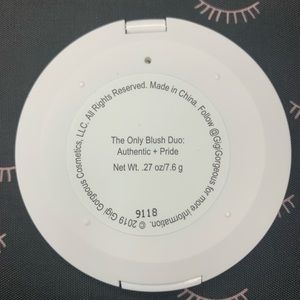 The Only Blush Duo:
Authentic + Pride
Net Wt. .27 oz/7.6 g
9118
© 2019 Gigi Gorgeous Cosmetics, LLC. All Rights Reserved. Made in China. Follow @GigiGorgeous for more information.